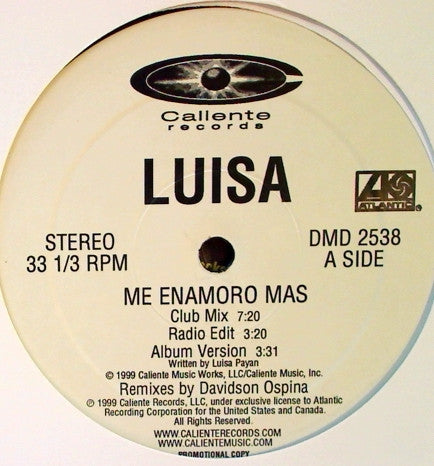 Caliente
records
LUISA
ATLANTIC®
STEREO
33 1/3 RPM
DMD 2538
A SIDE
ME ENAMORO MAS
Club Mix 7:20
Radio Edit 3:20
Album Version 3:31
Written by Luisa Payan
© 1999 Caliente Music Works, LLC/Caliente Music, Inc.
Remixes by Davidson Ospina
℗ 1999 Caliente Records, LLC, under exclusive license to Atlantic
Recording Corporation for the United States and Canada.
All Rights Reserved.
WWW.CALIENTERECORDS.COM
WWW.CALIENTEMUSIC.COM
PROMOTIONAL COPY